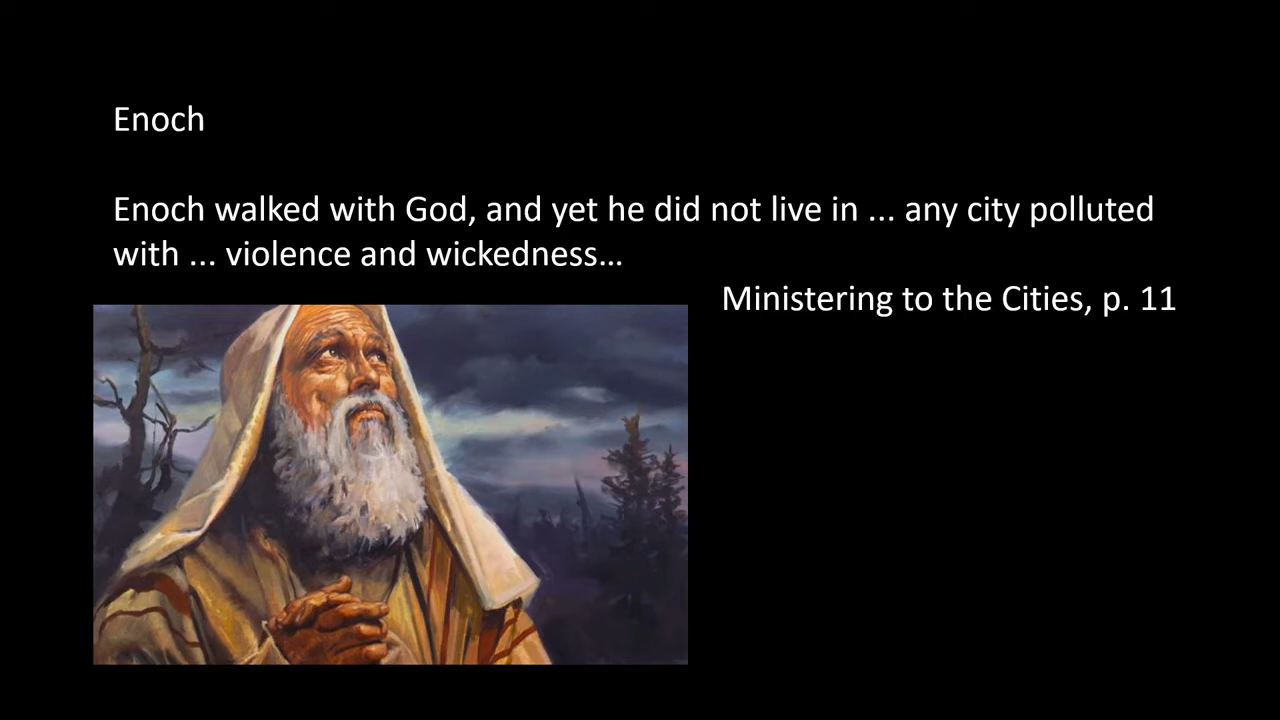 Enoch
Enoch walked with God, and yet he did not live in ... any city polluted
with ... violence and wickedness…
Ministering to the Cities, p. 11